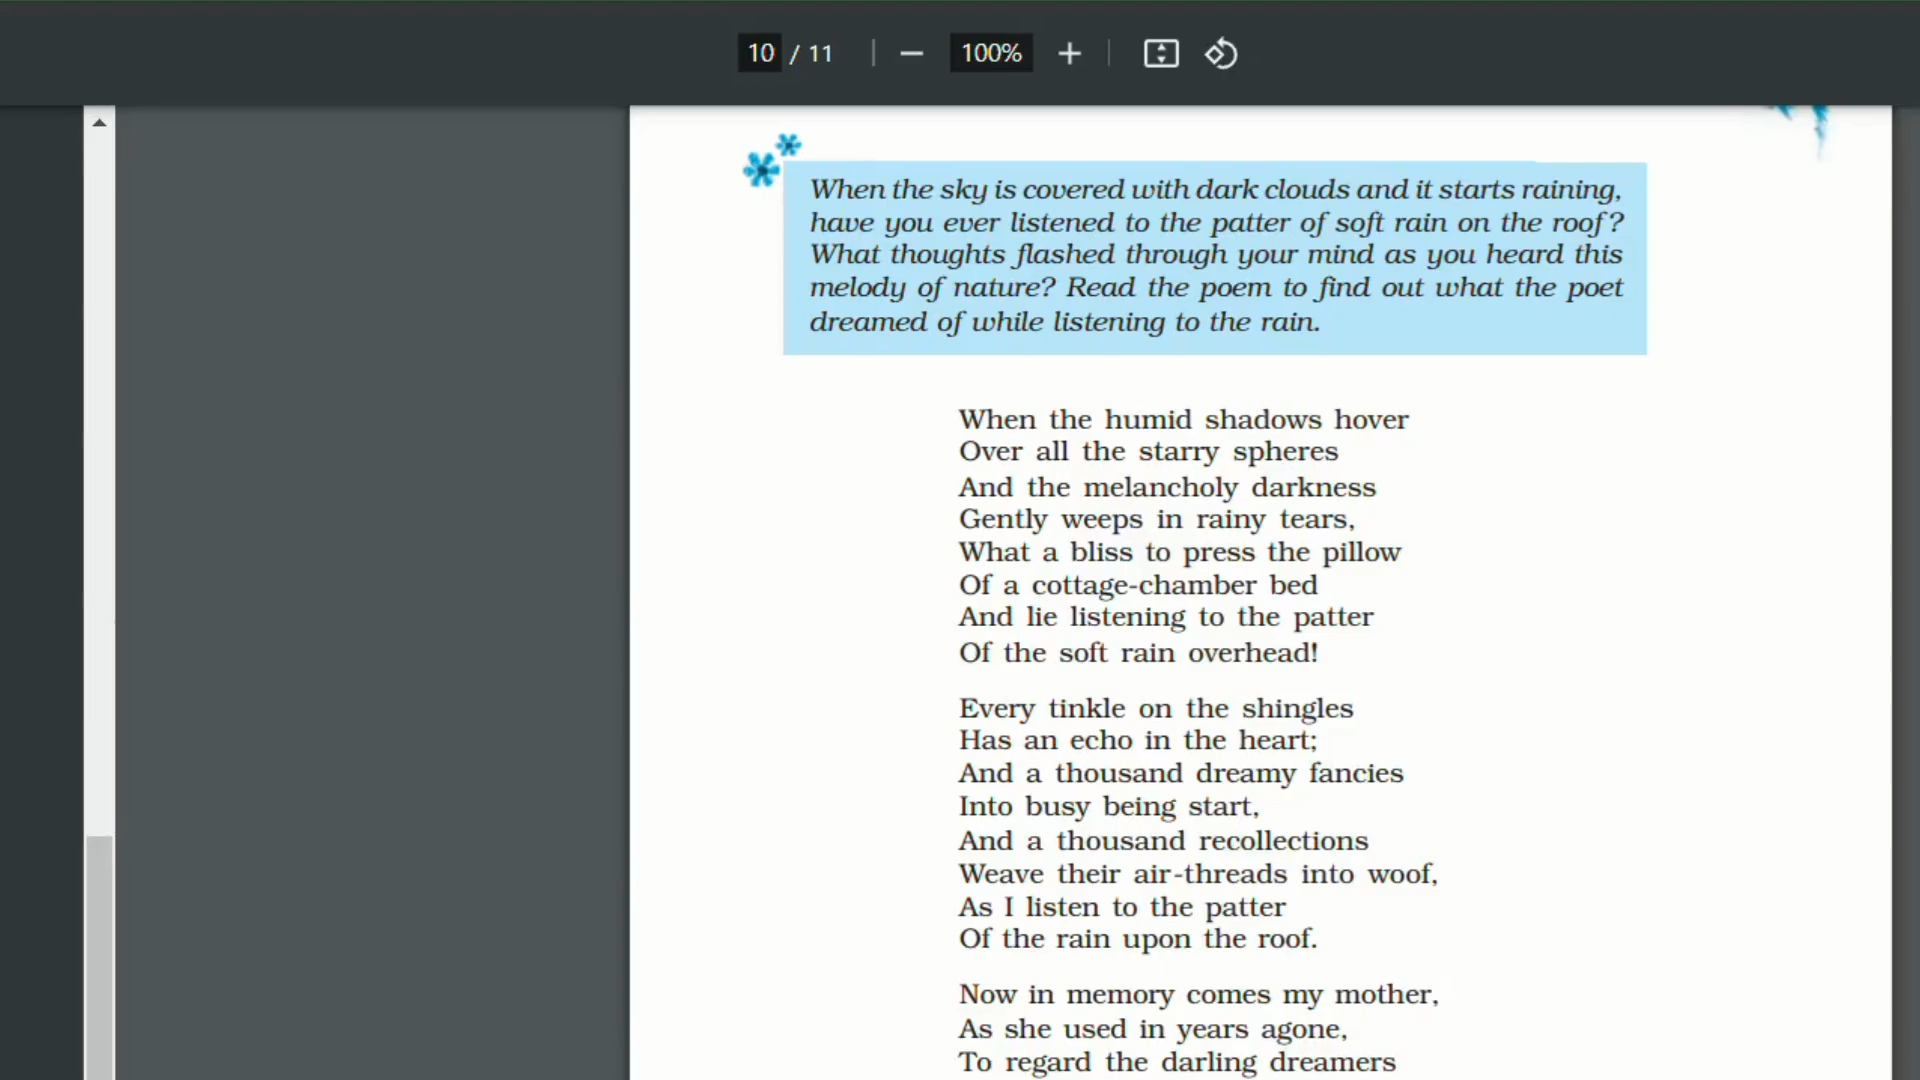 10 / 11
100%
When the sky is covered with dark clouds and it starts raining,
have you ever listened to the patter of soft rain on the roof?
What thoughts flashed through your mind as you heard this
melody of nature? Read the poem to find out what the poet
dreamed of while listening to the rain.
When the humid shadows hover
Over all the starry spheres
And the melancholy darkness
Gently weeps in rainy tears,
What a bliss to press the pillow
Of a cottage-chamber bed
And lie listening to the patter
Of the soft rain overhead!
Every tinkle on the shingles
Has an echo in the heart;
And a thousand dreamy fancies
Into busy being start,
And a thousand recollections
Weave their air-threads into woof,
As I listen to the patter
Of the rain upon the roof.
Now in memory comes my mother,
As she used in years agone,
To regard the darling dreamers